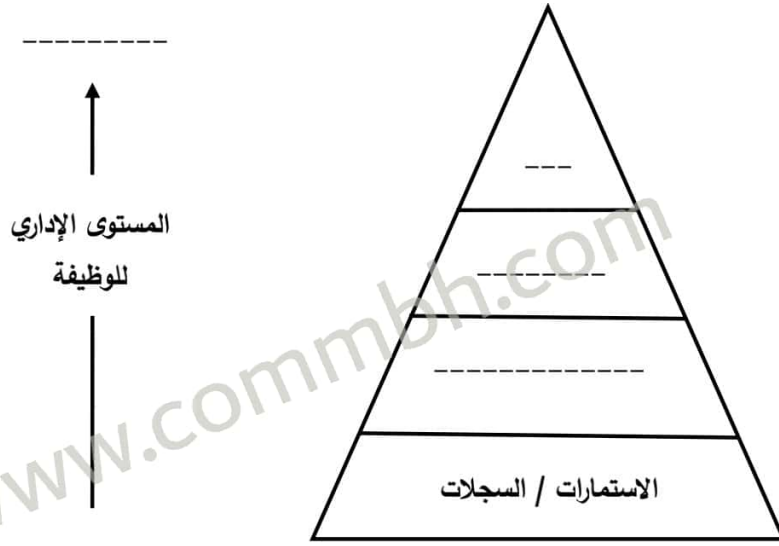 ---------
المستوى الإداري
للوظيفة
---
--------
-------------
الاستمارات / السجلات
www.commbh.com